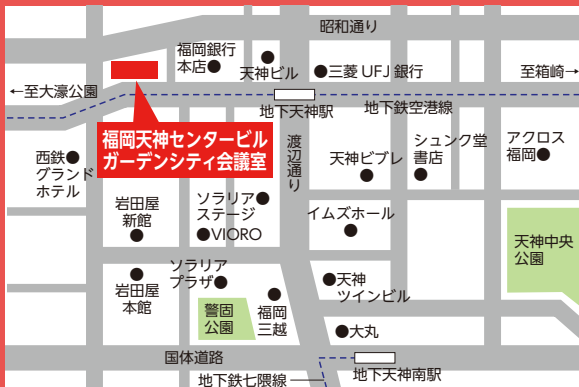 昭和通り
福岡銀行
本店
天神ビル
三菱UFJ銀行
←至大濠公園
至箱崎→
地下天神駅
地下鉄空港線
福岡天神センタービル
ガーデンシティ会議室
渡辺通り
西鉄
グランド
ホテル
天神ビブレ
シュンク堂
書店
アクロス
福岡
岩田屋
新館
ソラリア
ステージ
VIORO
イムズホール
天神中央
公園
岩田屋
本館
ソラリア
プラザ
警固
公園
福岡
三越
天神
ツインビル
大丸
国体道路
地下鉄七隈線
地下天神南駅